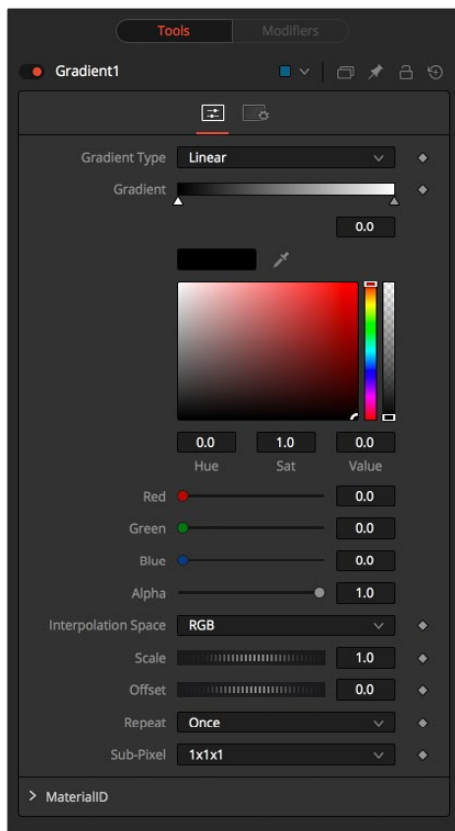 Tools Modifiers
Gradient1
Gradient Type Linear
Gradient
0.0
0.0 1.0 0.0
Hue Sat Value
Red 0.0
Green 0.0
Blue 0.0
Alpha 1.0
Interpolation Space RGB
Scale 1.0
Offset 0.0
Repeat Once
Sub-Pixel 1x1x1
MaterialID